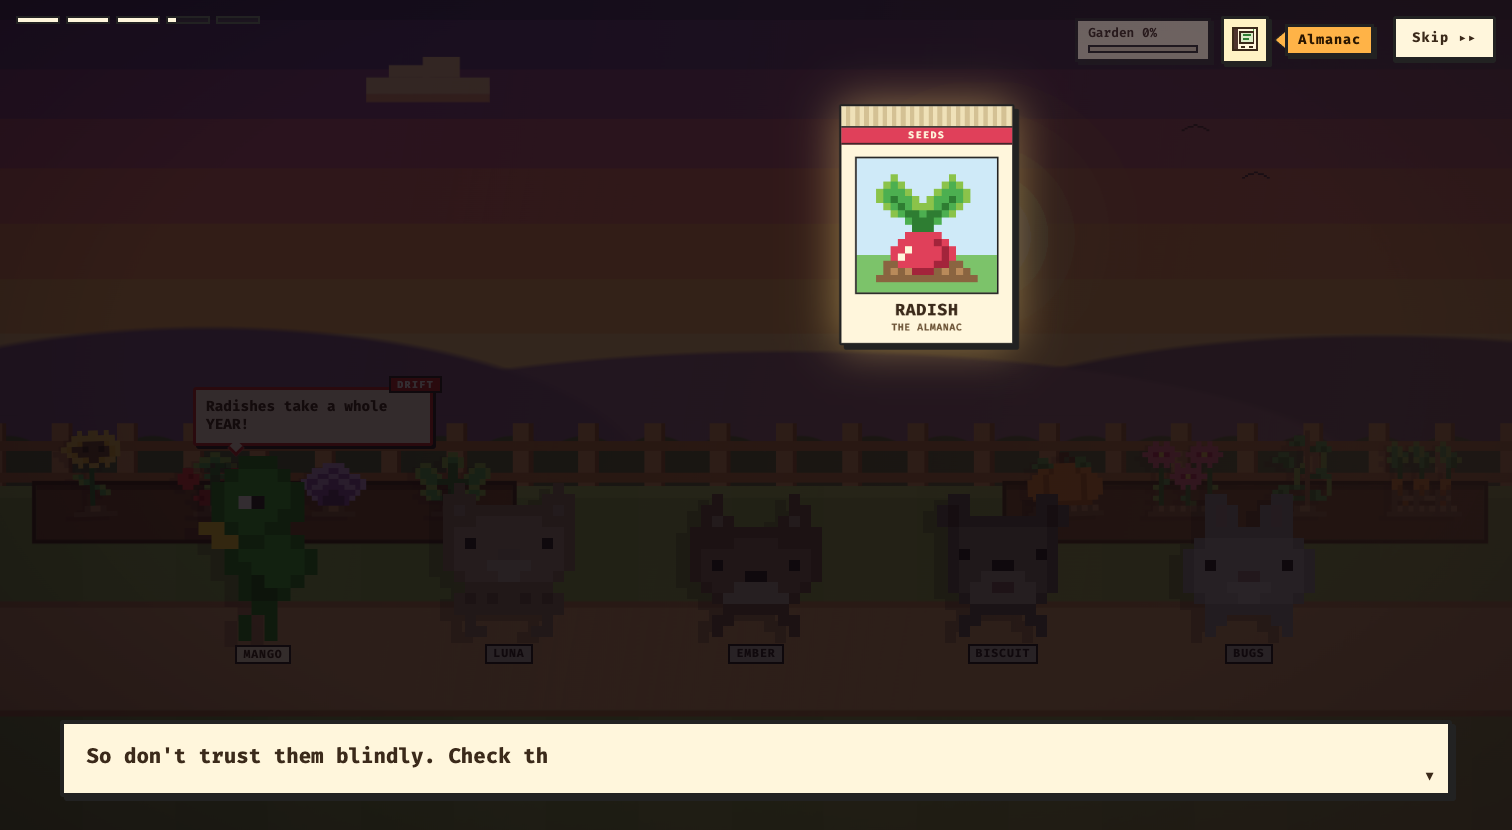 Garden 0%
Almanac
Skip ▸▸
SEEDS
RADISH
THE ALMANAC
DRIFT
Radishes take a whole
YEAR!
MANGO
LUNA
EMBER
BISCUIT
BUGS
So don't trust them blindly. Check th